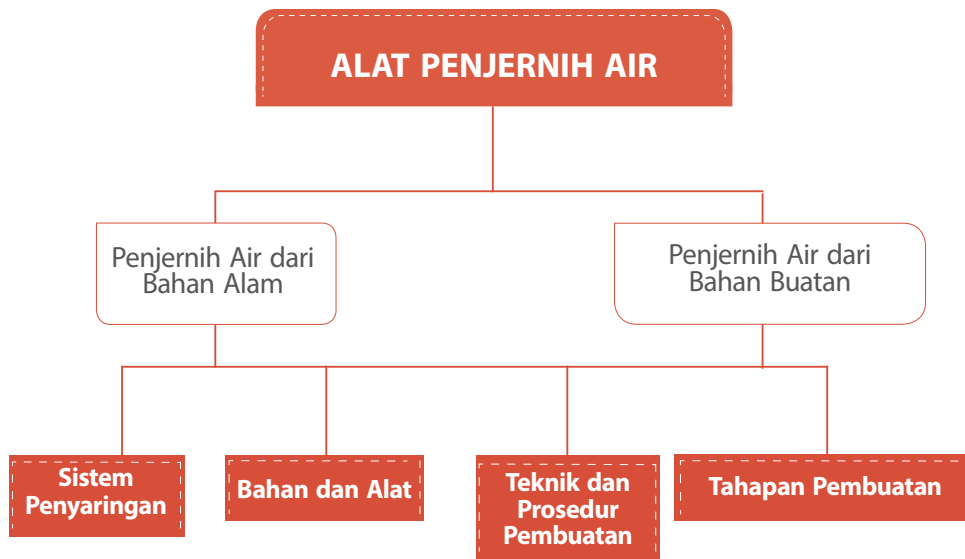 ALAT PENJERNIH AIR
Penjernih Air dari
Bahan Alam
Penjernih Air dari
Bahan Buatan
Sistem
Penyaringan
Bahan dan Alat
Teknik dan
Prosedur
Pembuatan
Tahapan Pembuatan